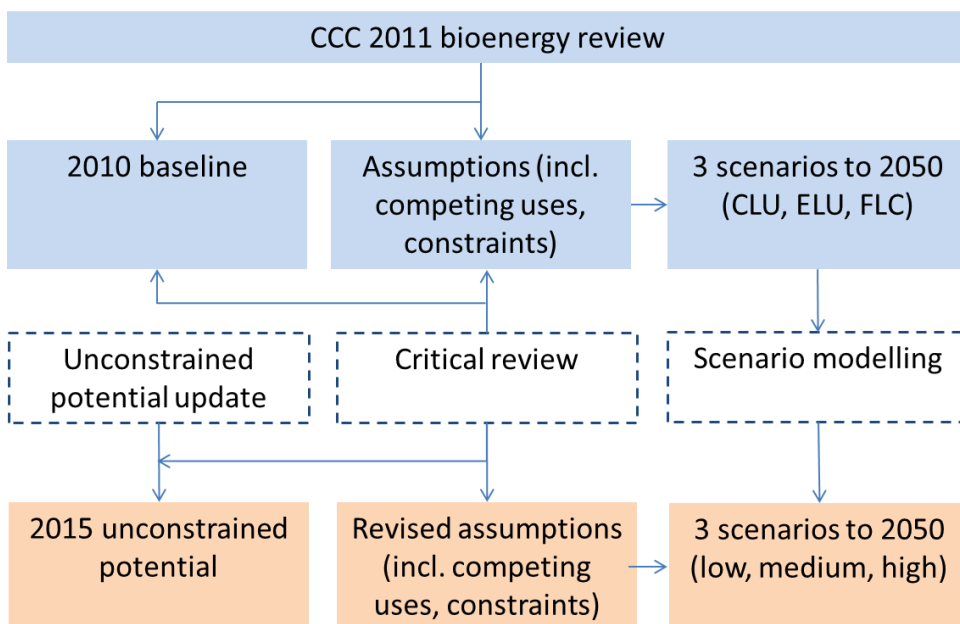 CCC 2011 bioenergy review
2010 baseline
Assumptions (incl.
competing uses,
constraints)
3 scenarios to 2050
(CLU, ELU, FLC)
Unconstrained
potential update
Critical review
Scenario modelling
2015 unconstrained
potential
Revised assumptions
(incl. competing
uses, constraints)
3 scenarios to 2050
(low, medium, high)